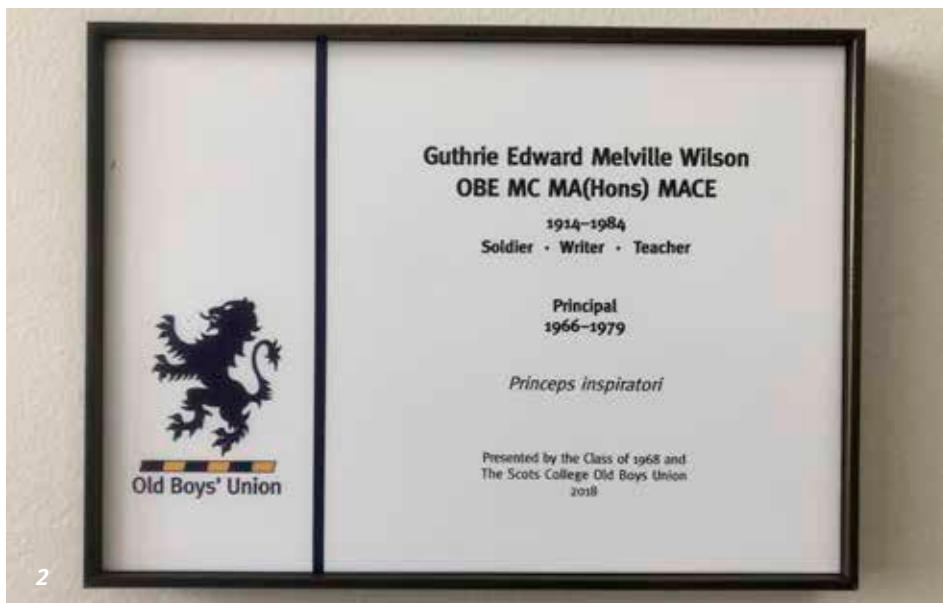 Guthrie Edward Melville Wilson
OBE MC MA(Hons) MACE
1914–1984
Soldier · Writer · Teacher
Principal
1966–1979
Princeps inspiratori
Presented by the Class of 1968 and
The Scots College Old Boys Union
2018
Old Boys' Union
2